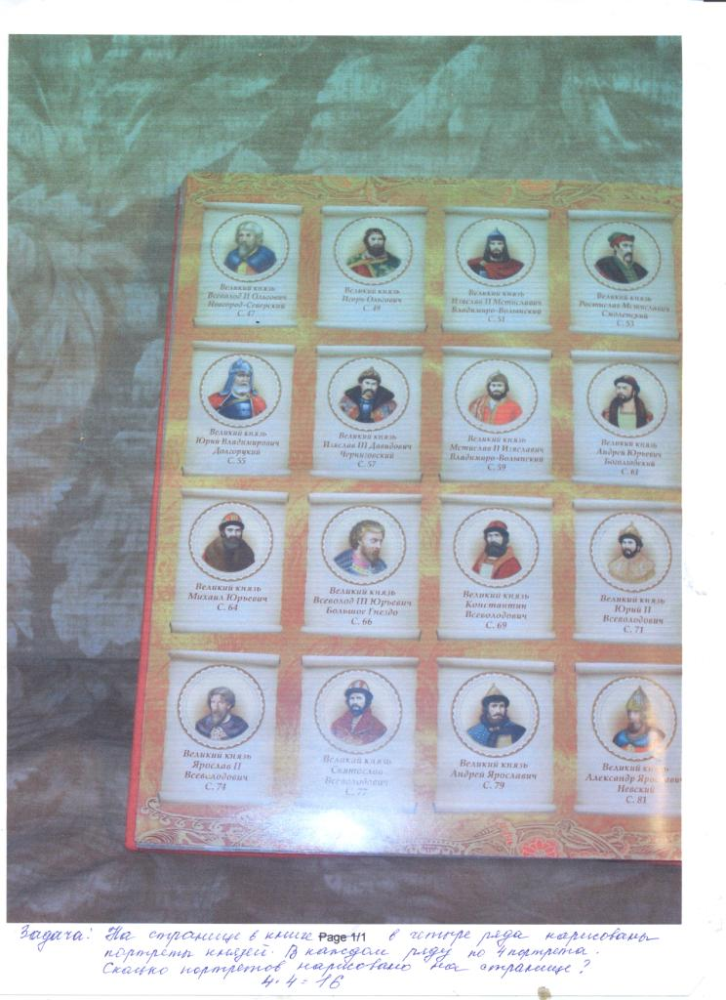 Великий князь
Всеволод II Ольгович
Новгород-Северский
С. 47
Великий князь
Игорь Ольгович
С. 49
Великий князь
Изяслав II Мстиславич
Владимиро-Волынский
С. 51
Великий князь
Ростислав Мстиславич
Смоленский
С. 53
Великий князь
Юрий Владимирович
Долгорукий
С. 55
Великий князь
Изяслав III Давидович
Черниговский
С. 57
Великий князь
Мстислав II Изяславич
Владимиро-Волынский
С. 59
Великий князь
Андрей Юрьевич
Боголюбский
С. 61
Великий князь
Михаил Юрьевич
С. 64
Великий князь
Всеволод III Юрьевич
Большое Гнездо
С. 66
Великий князь
Константин
Всеволодович
С. 69
Великий князь
Юрий II
Всеволодович
С. 71
Великий князь
Ярослав II
Всеволодович
С. 74
Великий князь
Святослав
Всеволодович
С. 77
Великий князь
Андрей Ярославич
С. 79
Великий князь
Александр Ярославич
Невский
С. 81
Задача: На странице в книге Page 1/1 в четыре ряда нарисованы
портреты князей. В каждом ряду по 4 портрета.
Сколько портретов нарисовано на странице?
4·4=16